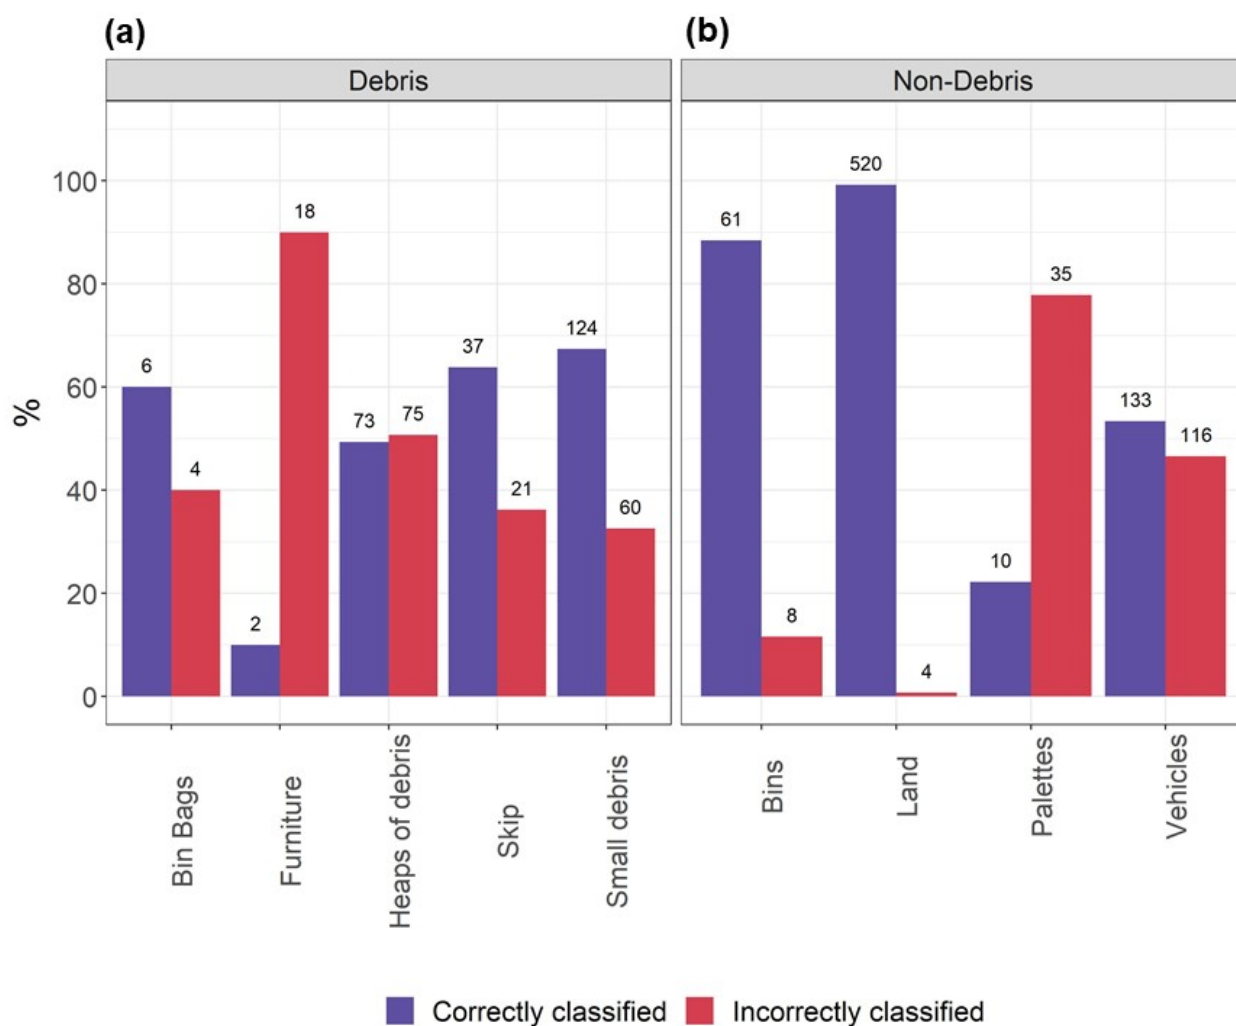 (a) (b)
Debris Non-Debris
520
18 61
100
35
80
124
37
6 133
60 73 75 116
4
40 21 60
20 2 10
8
4
0
%
Bin Bags Furniture Heaps of debris Skip Small debris Bins Land Palettes Vehicles
Correctly classified Incorrectly classified